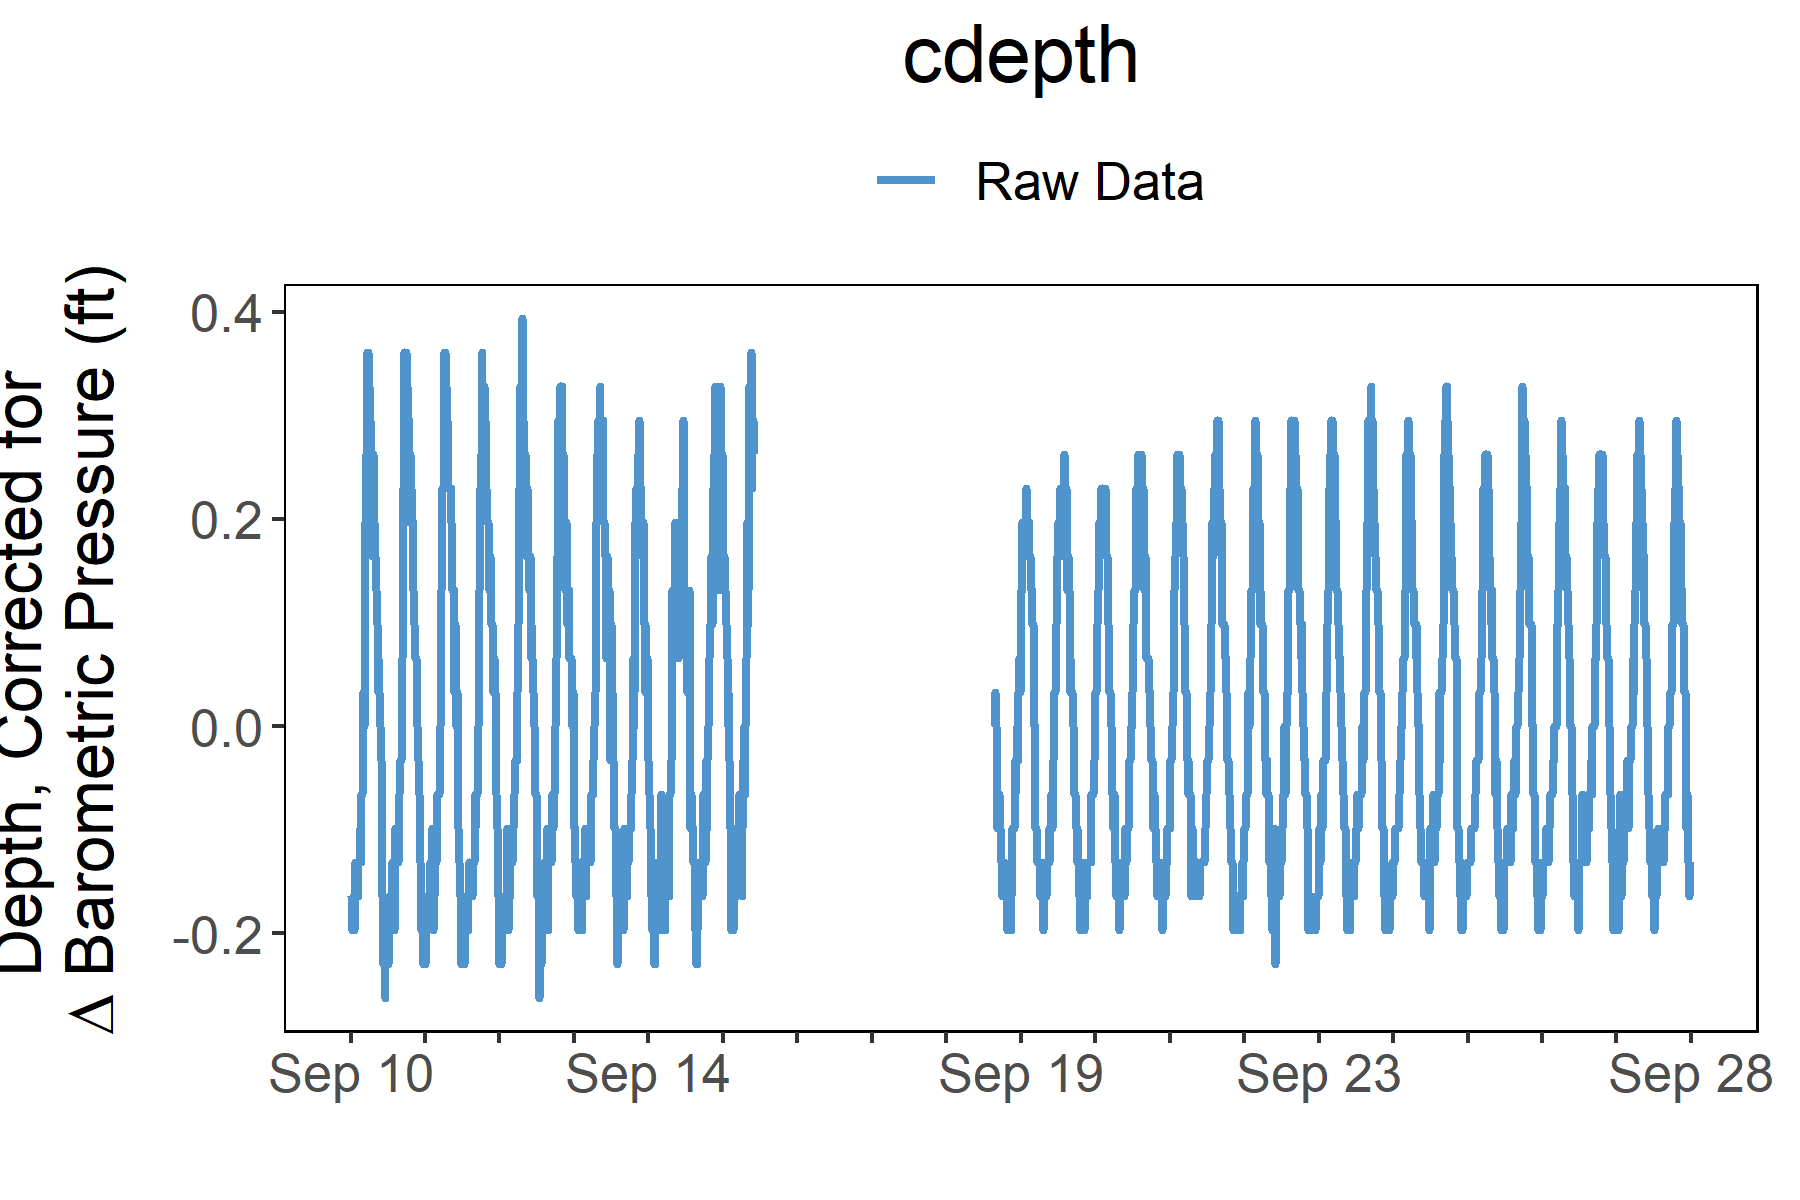 cdepth
Raw Data
Depth, Corrected for
Δ Barometric Pressure (ft)
0.4
0.2
0.0
-0.2
Sep 10 Sep 14 Sep 19 Sep 23 Sep 28